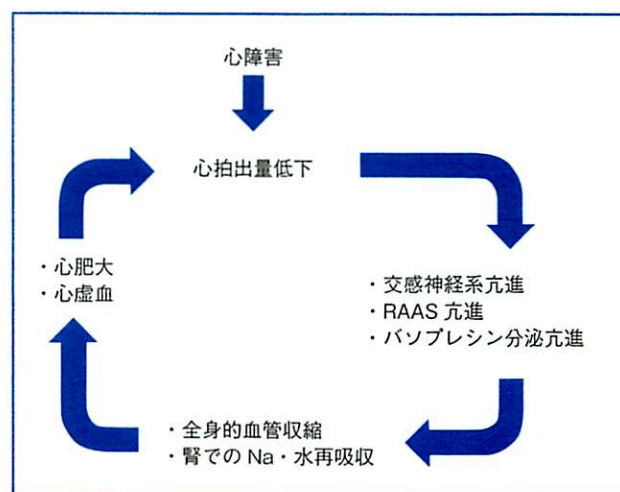 心障害
心拍出量低下
・交感神経系亢進
・RAAS 亢進
・バソプレシン分泌亢進
・全身的血管収縮
・腎での Na・水再吸収
・心肥大
・心虚血